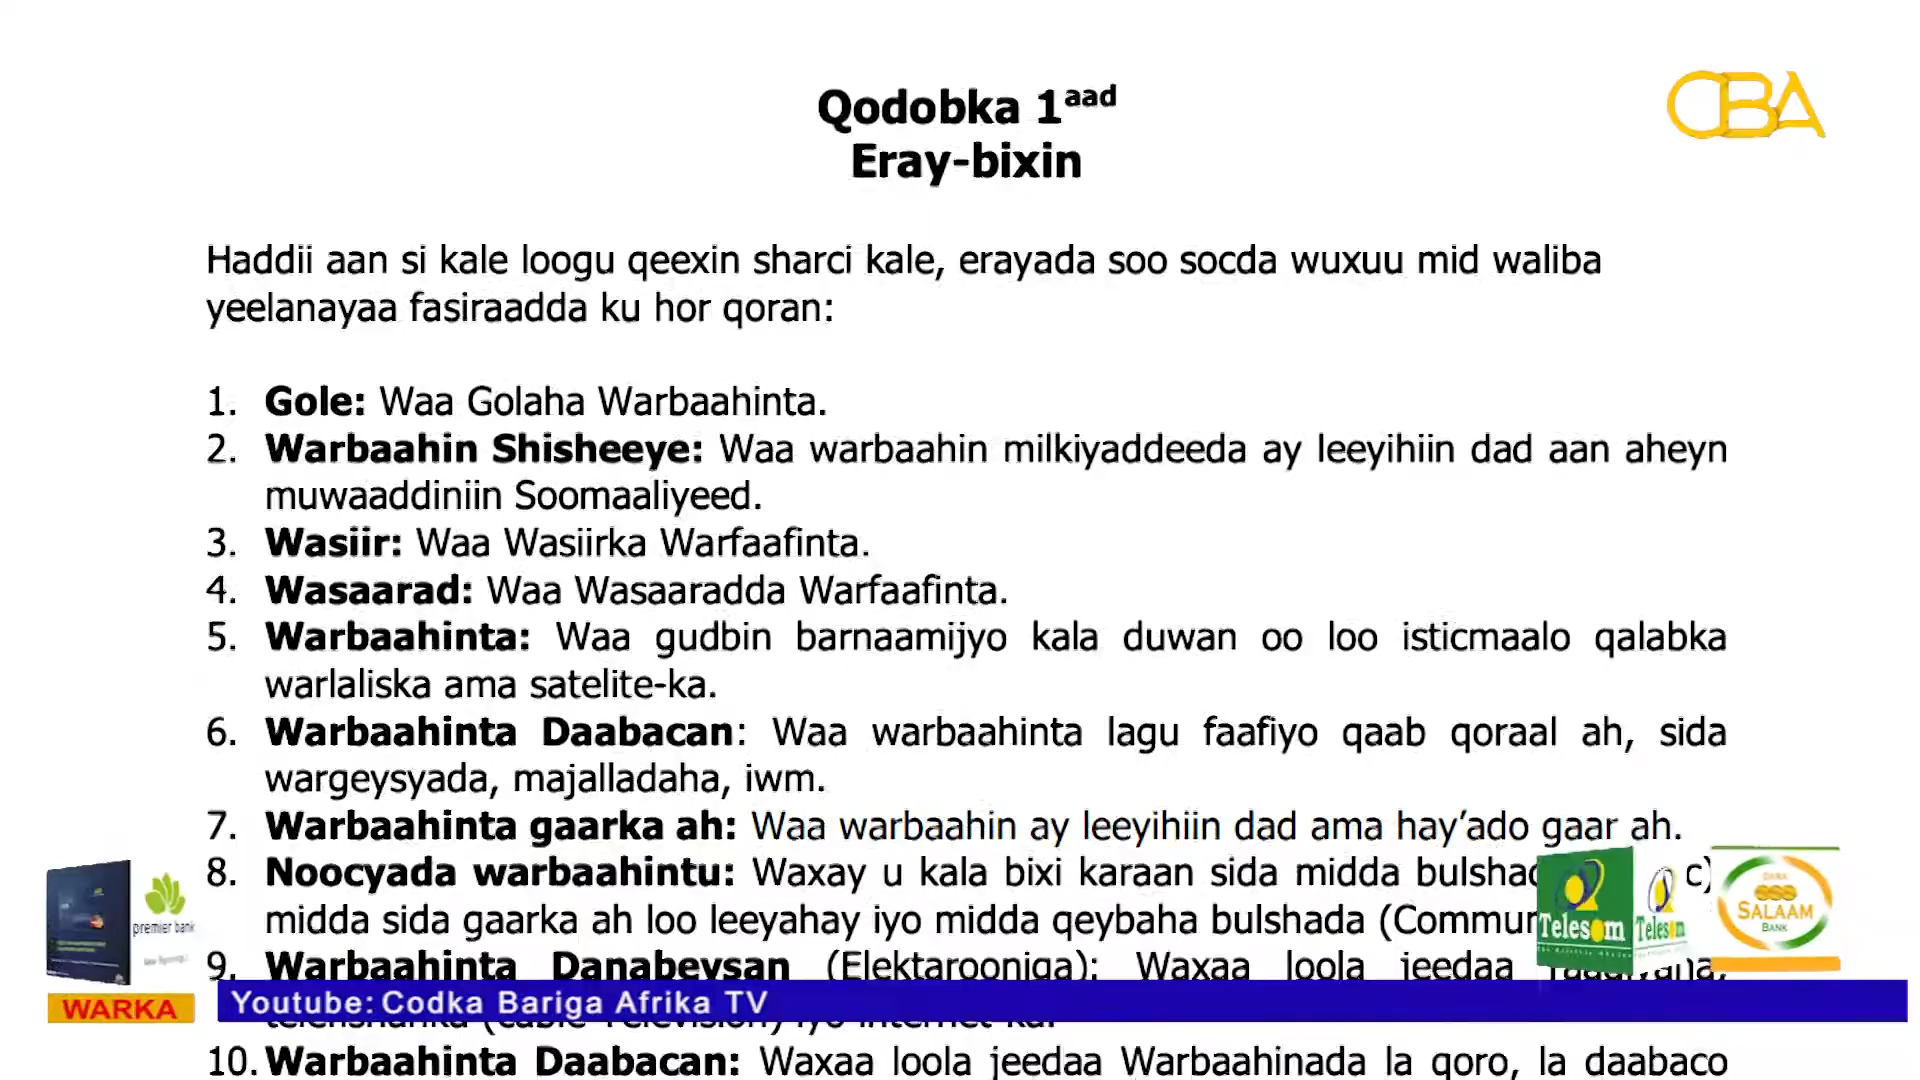 CBA
Qodobka 1aad
Eray-bixin
Haddii aan si kale loogu qeexin sharci kale, erayada soo socda wuxuu mid waliba
yeelanayaa fasiraadda ku hor qoran:
1. Gole: Waa Golaha Warbaahinta.
2. Warbaahin Shisheeye: Waa warbaahin milkiyaddeeda ay leeyihiin dad aan aheyn
muwaaddiniin Soomaaliyeed.
3. Wasiir: Waa Wasiirka Warfaafinta.
4. Wasaarad: Waa Wasaaradda Warfaafinta.
5. Warbaahinta: Waa gudbin barnaamijyo kala duwan oo loo isticmaalo qalabka
warlaliska ama satelite-ka.
6. Warbaahinta Daabacan: Waa warbaahinta lagu faafiyo qaab qoraal ah, sida
wargeysyada, majalladaha, iwm.
7. Warbaahinta gaarka ah: Waa warbaahin ay leeyihiin dad ama hay’ado gaar ah.
8. Noocyada warbaahintu: Waxay u kala bixi karaan sida midda
midda sida gaarka ah loo leeyahay iyo midda qeybaha bulshada
9. Warbaahinta Danabeysan (Elektarooniga): Waxaa loola jeedaa
10. Warbaahinta Daabacan: Waxaa loola jeedaa Warbaahinada la qoro, la daabaco
premier bank
Telesom
Telesom
DARA
SALAAM
BANK
WARKA
Youtube: Codka Bariga Afrika TV